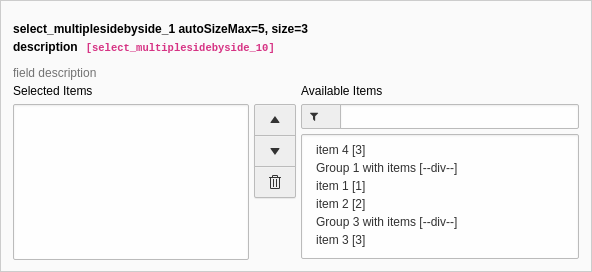 select_multiplesidebyside_1 autoSizeMax=5, size=3
description [select_multiplesidebyside_10]
field description
Selected Items
Available Items
item 4 [3]
Group 1 with items [--div--]
item 1 [1]
item 2 [2]
Group 3 with items [--div--]
item 3 [3]